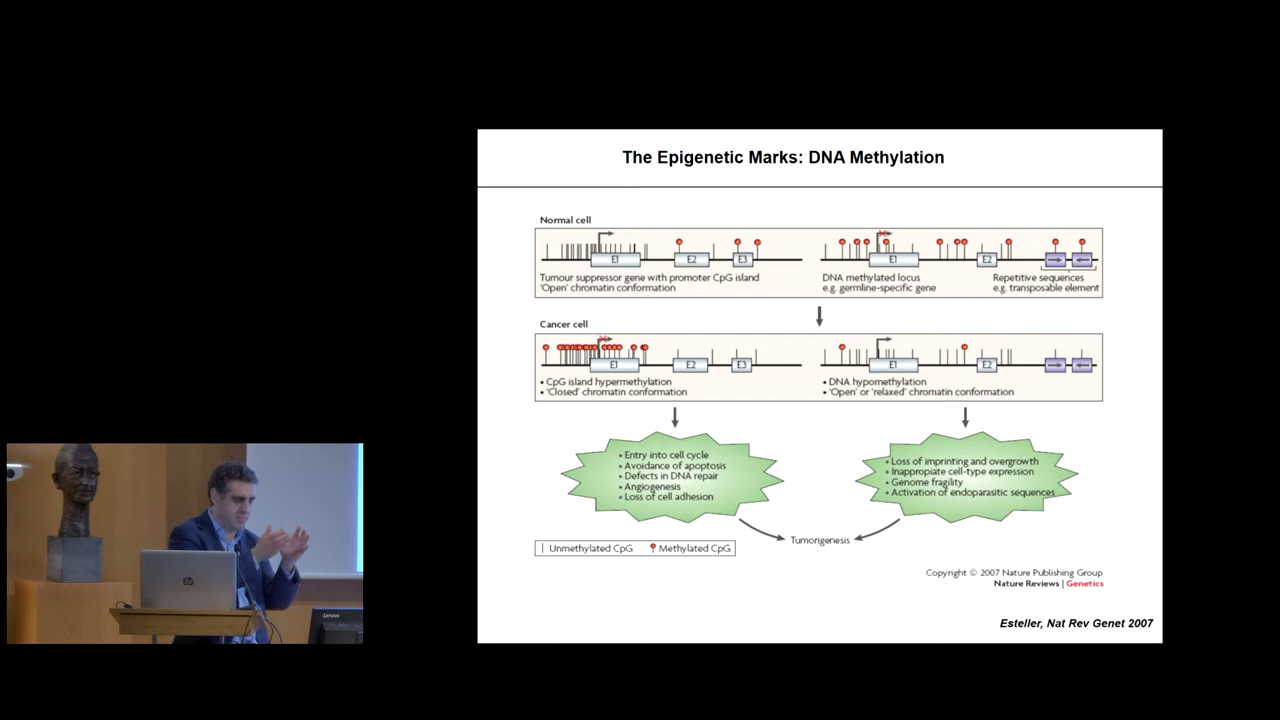 The Epigenetic Marks: DNA Methylation
Normal cell
E1
E2
E3
E1
E2
Tumour suppressor gene with promoter CpG island
'Open' chromatin conformation
DNA methylated locus
e.g. germline-specific gene
Repetitive sequences
e.g. transposable element
Cancer cell
E1
E2
E3
E1
E2
• CpG island hypermethylation
• 'Closed' chromatin conformation
• DNA hypomethylation
• 'Open' or 'relaxed' chromatin conformation
• Entry into cell cycle
• Avoidance of apoptosis
• Defects in DNA repair
• Angiogenesis
• Loss of cell adhesion
• Loss of imprinting and overgrowth
• Inappropiate cell-type expression
• Genome fragility
• Activation of endoparasitic sequences
Tumorigenesis
Unmethylated CpG
Methylated CpG
Copyright © 2007 Nature Publishing Group
Nature Reviews | Genetics
Esteller, Nat Rev Genet 2007
hp
Lenovo